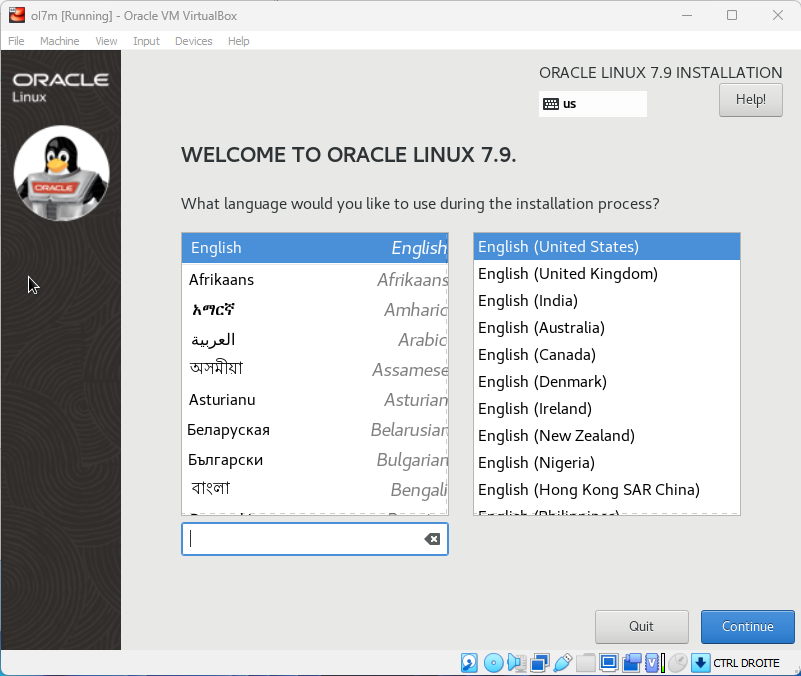 ol7m [Running] - Oracle VM VirtualBox
File Machine View Input Devices Help
ORACLE
Linux
ORACLE
ORACLE LINUX 7.9 INSTALLATION
us
Help!
WELCOME TO ORACLE LINUX 7.9.
What language would you like to use during the installation process?
English English
Afrikaans Afrikaans
አማርኛ Amharic
العربية Arabic
অসমীয়া Assamese
Asturianu Asturian
Беларуская Belarusian
Български Bulgarian
বাংলা Bengali
English (United States)
English (United Kingdom)
English (India)
English (Australia)
English (Canada)
English (Denmark)
English (Ireland)
English (New Zealand)
English (Nigeria)
English (Hong Kong SAR China)
English (Philippines)
Quit
Continue
CTRL DROITE